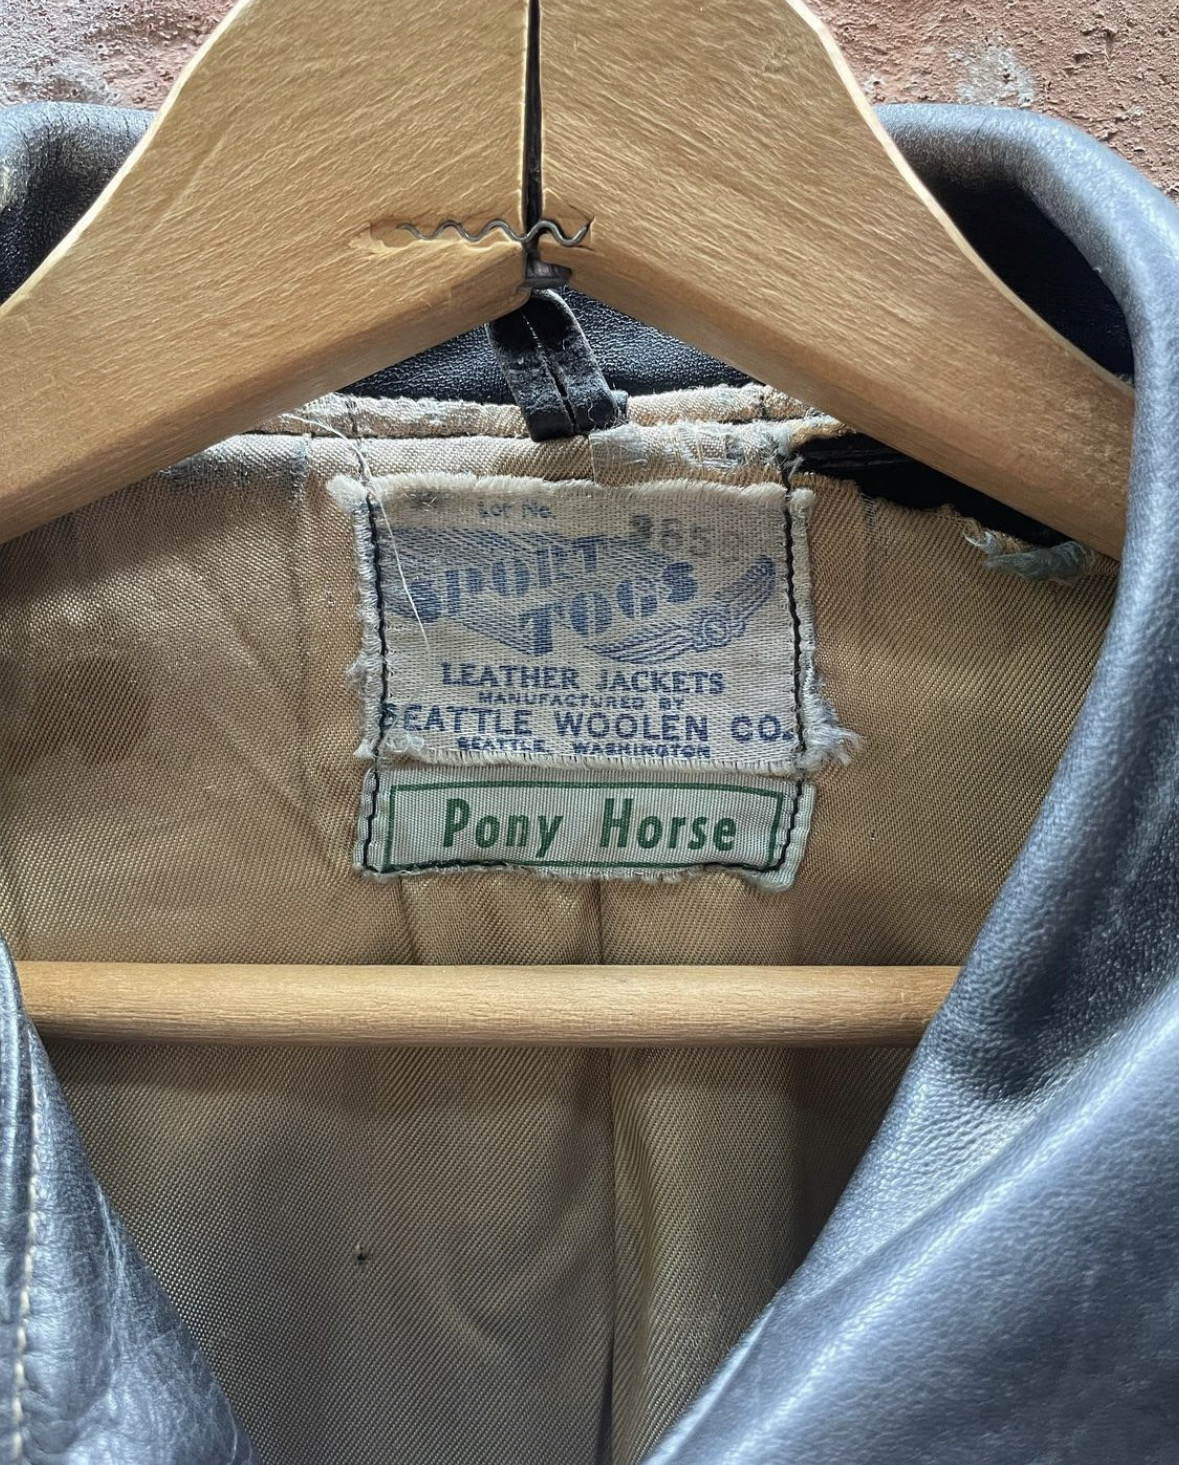 Lot No.
SPORT
TOGS
LEATHER JACKETS
MANUFACTURED BY
SEATTLE WOOLEN CO.
SEATTLE, WASHINGTON
Pony Horse